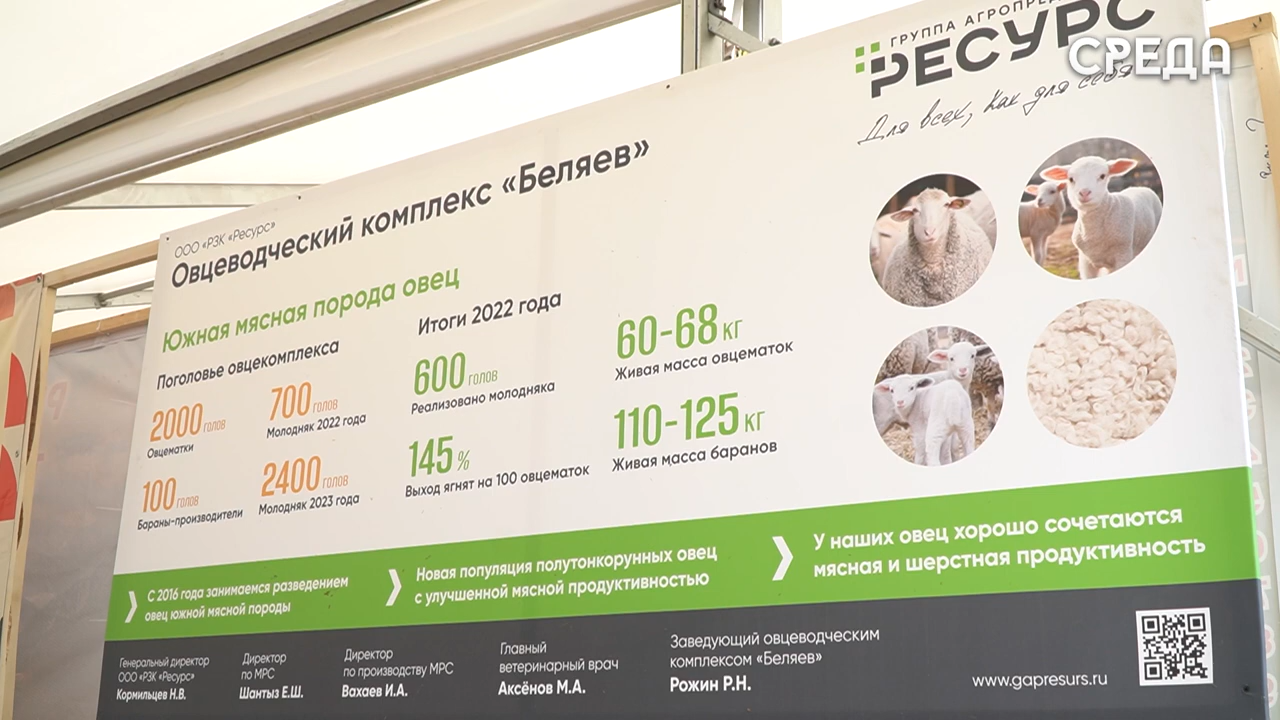 ГРУППА АГРОПРЕД
РЕСУРС
СРЕДА
Для всех, как для себя!
ООО «РЗК «Ресурс»
Овцеводческий комплекс «Беляев»
Южная мясная порода овец
Поголовье овцекомплекса
2000 голов
Овцематки
700 голов
Молодняк 2022 года
100 голов
Бараны-производители
2400 голов
Молодняк 2023 года
Итоги 2022 года
600 голов
Реализовано молодняка
145 %
Выход ягнят на 100 овцематок
60-68 кг
Живая масса овцематок
110-125 кг
Живая масса баранов
С 2016 года занимаемся разведением
овец южной мясной породы
Новая популяция полутонкорунных овец
с улучшенной мясной продуктивностью
У наших овец хорошо сочетаются
мясная и шерстная продуктивность
Генеральный директор
ООО «РЗК «Ресурс»
Кормильцев Н.В.
Директор
по МРС
Шантыз Е.Ш.
Директор
по производству МРС
Вахаев И.А.
Главный
ветеринарный врач
Аксёнов М.А.
Заведующий овцеводческим
комплексом «Беляев»
Рожин Р.Н.
www.gapresurs.ru